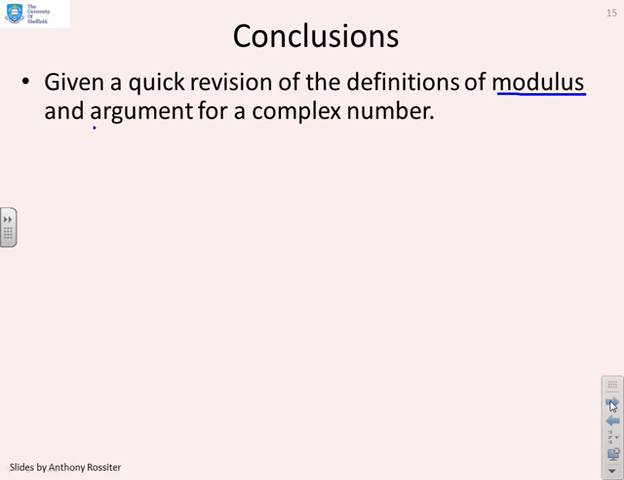 The
University
Of
Sheffield.
15
Conclusions
• Given a quick revision of the definitions of modulus
and argument for a complex number.
Slides by Anthony Rossiter